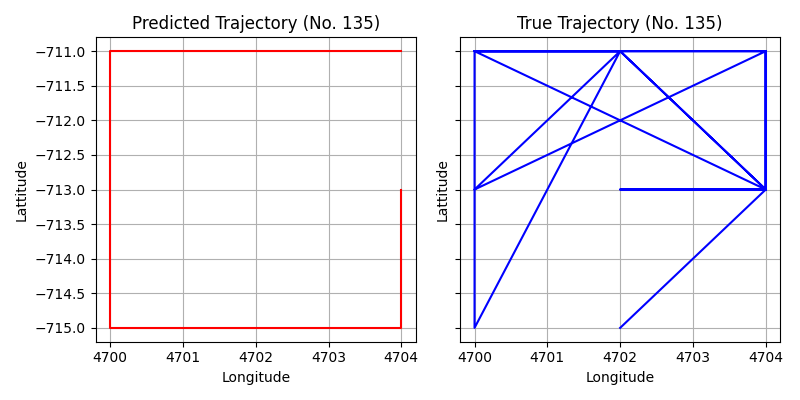 Predicted Trajectory (No. 135)
Lattitude
−711.0
−711.5
−712.0
−712.5
−713.0
−713.5
−714.0
−714.5
−715.0
4700 4701 4702 4703 4704
Longitude
True Trajectory (No. 135)
Lattitude
4700 4701 4702 4703 4704
Longitude